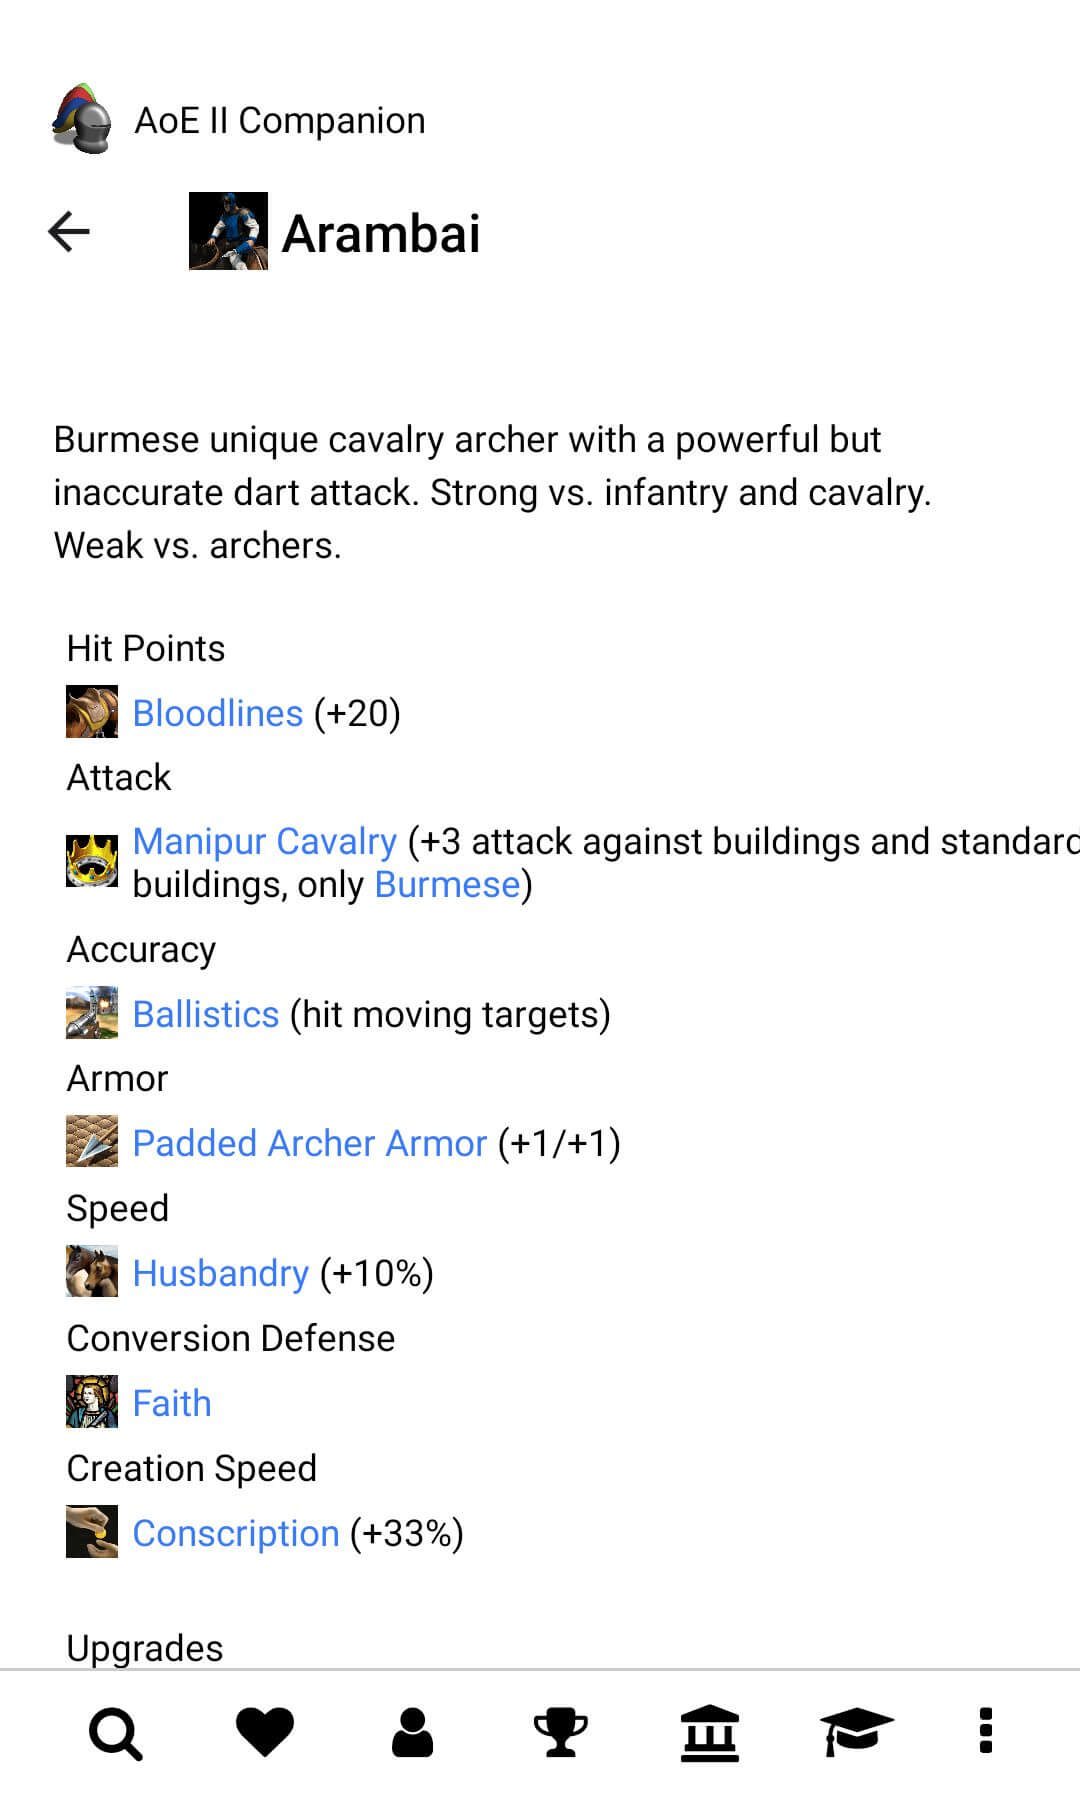 AoE II Companion
Arambai
Burmese unique cavalry archer with a powerful but
inaccurate dart attack. Strong vs. infantry and cavalry.
Weak vs. archers.
Hit Points
Bloodlines (+20)
Attack
Manipur Cavalry (+3 attack against buildings and standard
buildings, only Burmese)
Accuracy
Ballistics (hit moving targets)
Armor
Padded Archer Armor (+1/+1)
Speed
Husbandry (+10%)
Conversion Defense
Faith
Creation Speed
Conscription (+33%)
Upgrades